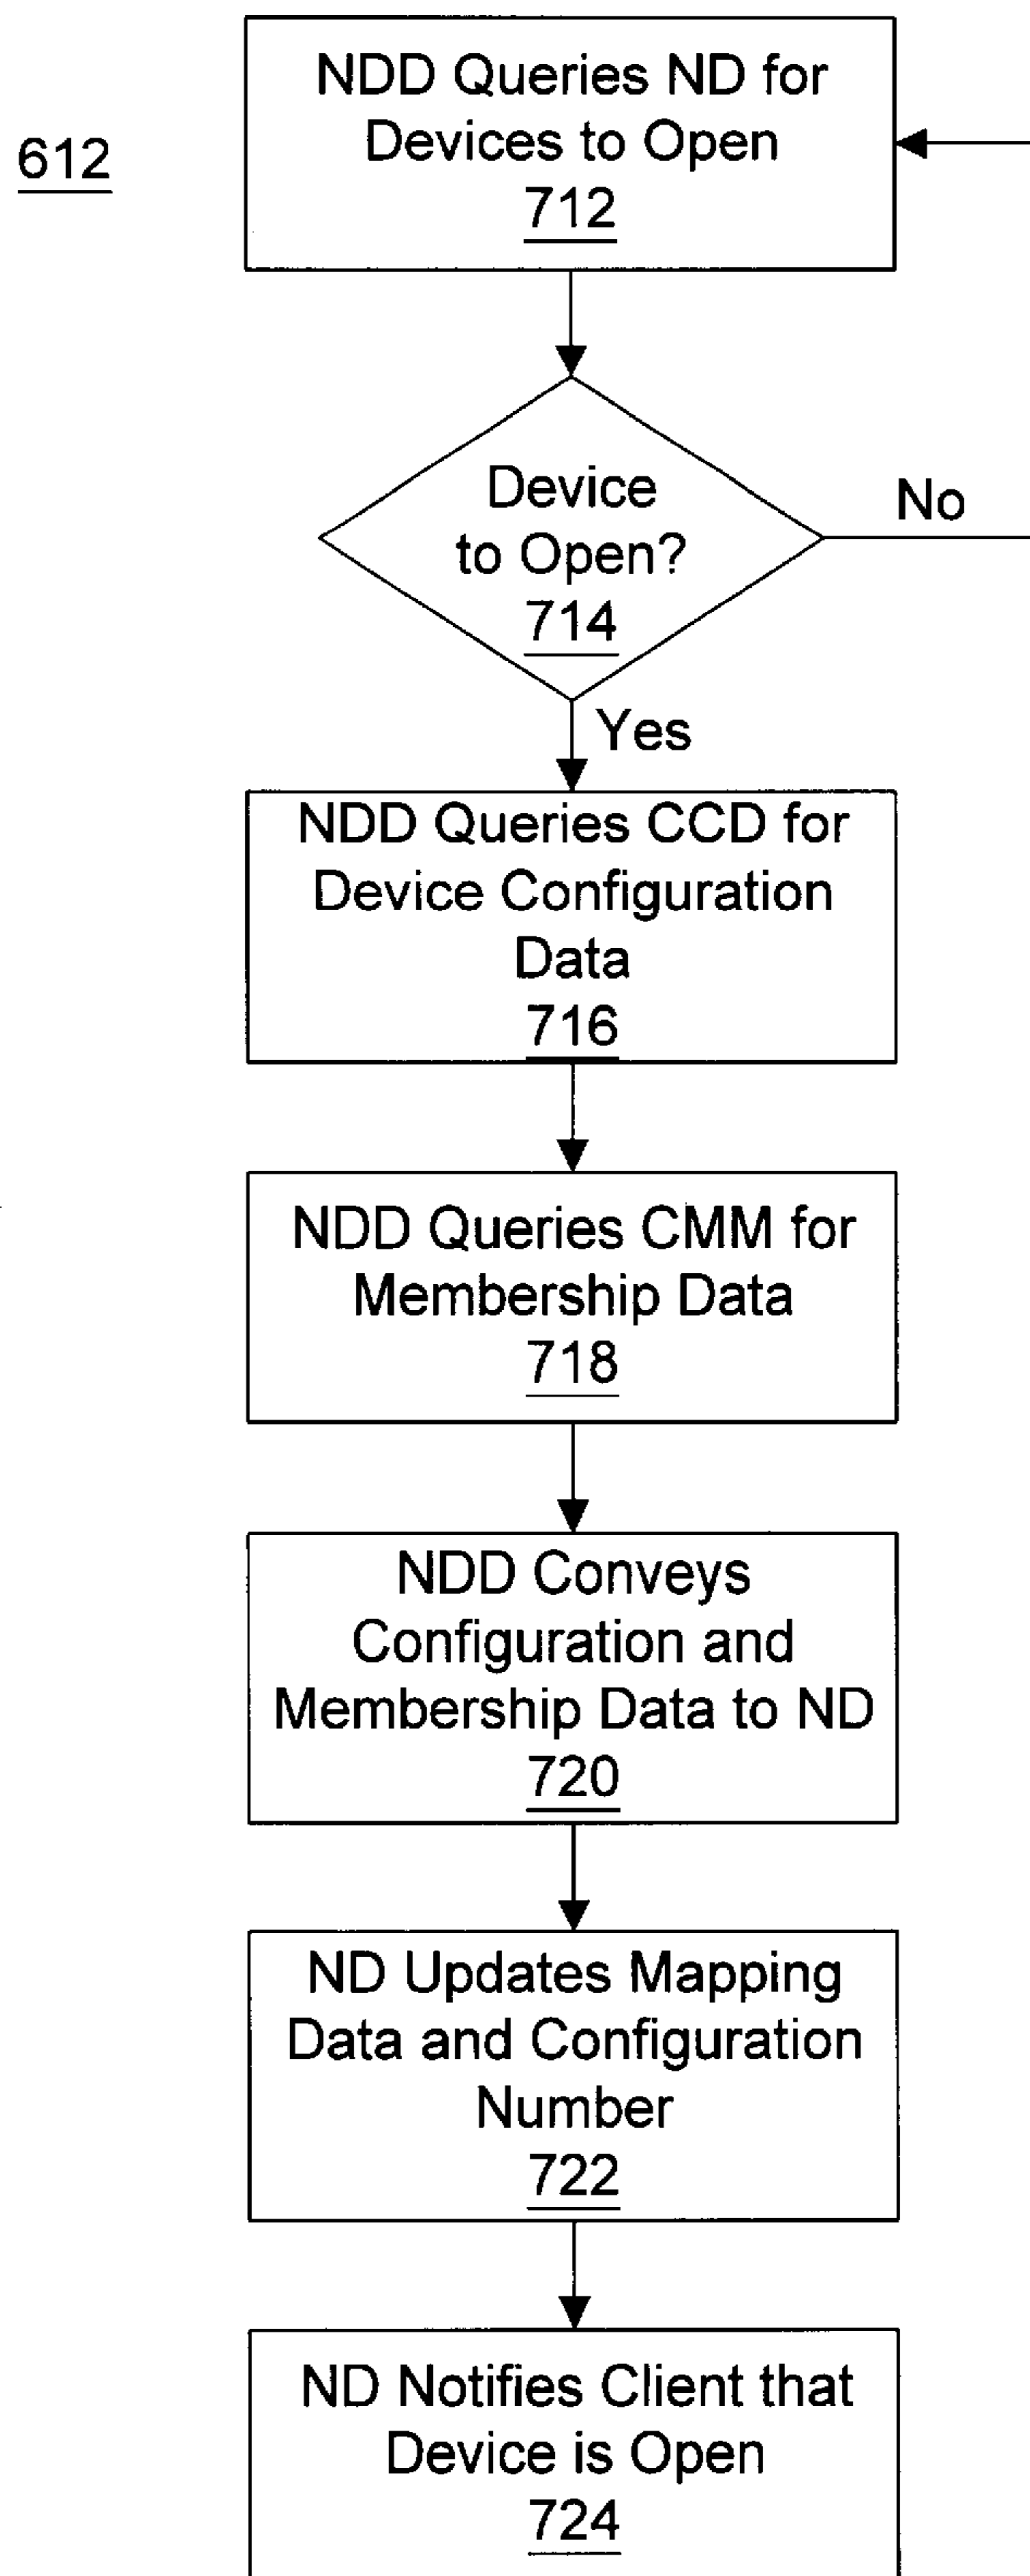 612
NDD Queries ND for
Devices to Open
712
Device
to Open?
714
No
Yes
NDD Queries CCD for
Device Configuration
Data
716
NDD Queries CMM for
Membership Data
718
NDD Conveys
Configuration and
Membership Data to ND
720
ND Updates Mapping
Data and Configuration
Number
722
ND Notifies Client that
Device is Open
724